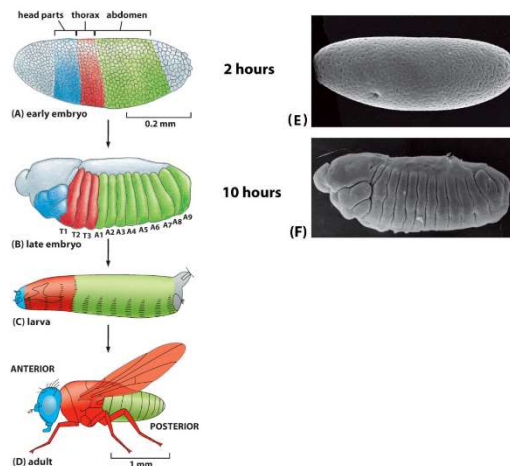 head parts thorax abdomen
(A) early embryo
0.2 mm
2 hours
(E)
T1 T2 T3 A1 A2 A3 A4 A5 A6 A7 A8 A9
(B) late embryo
10 hours
(F)
(C) larva
ANTERIOR
POSTERIOR
(D) adult
1 mm